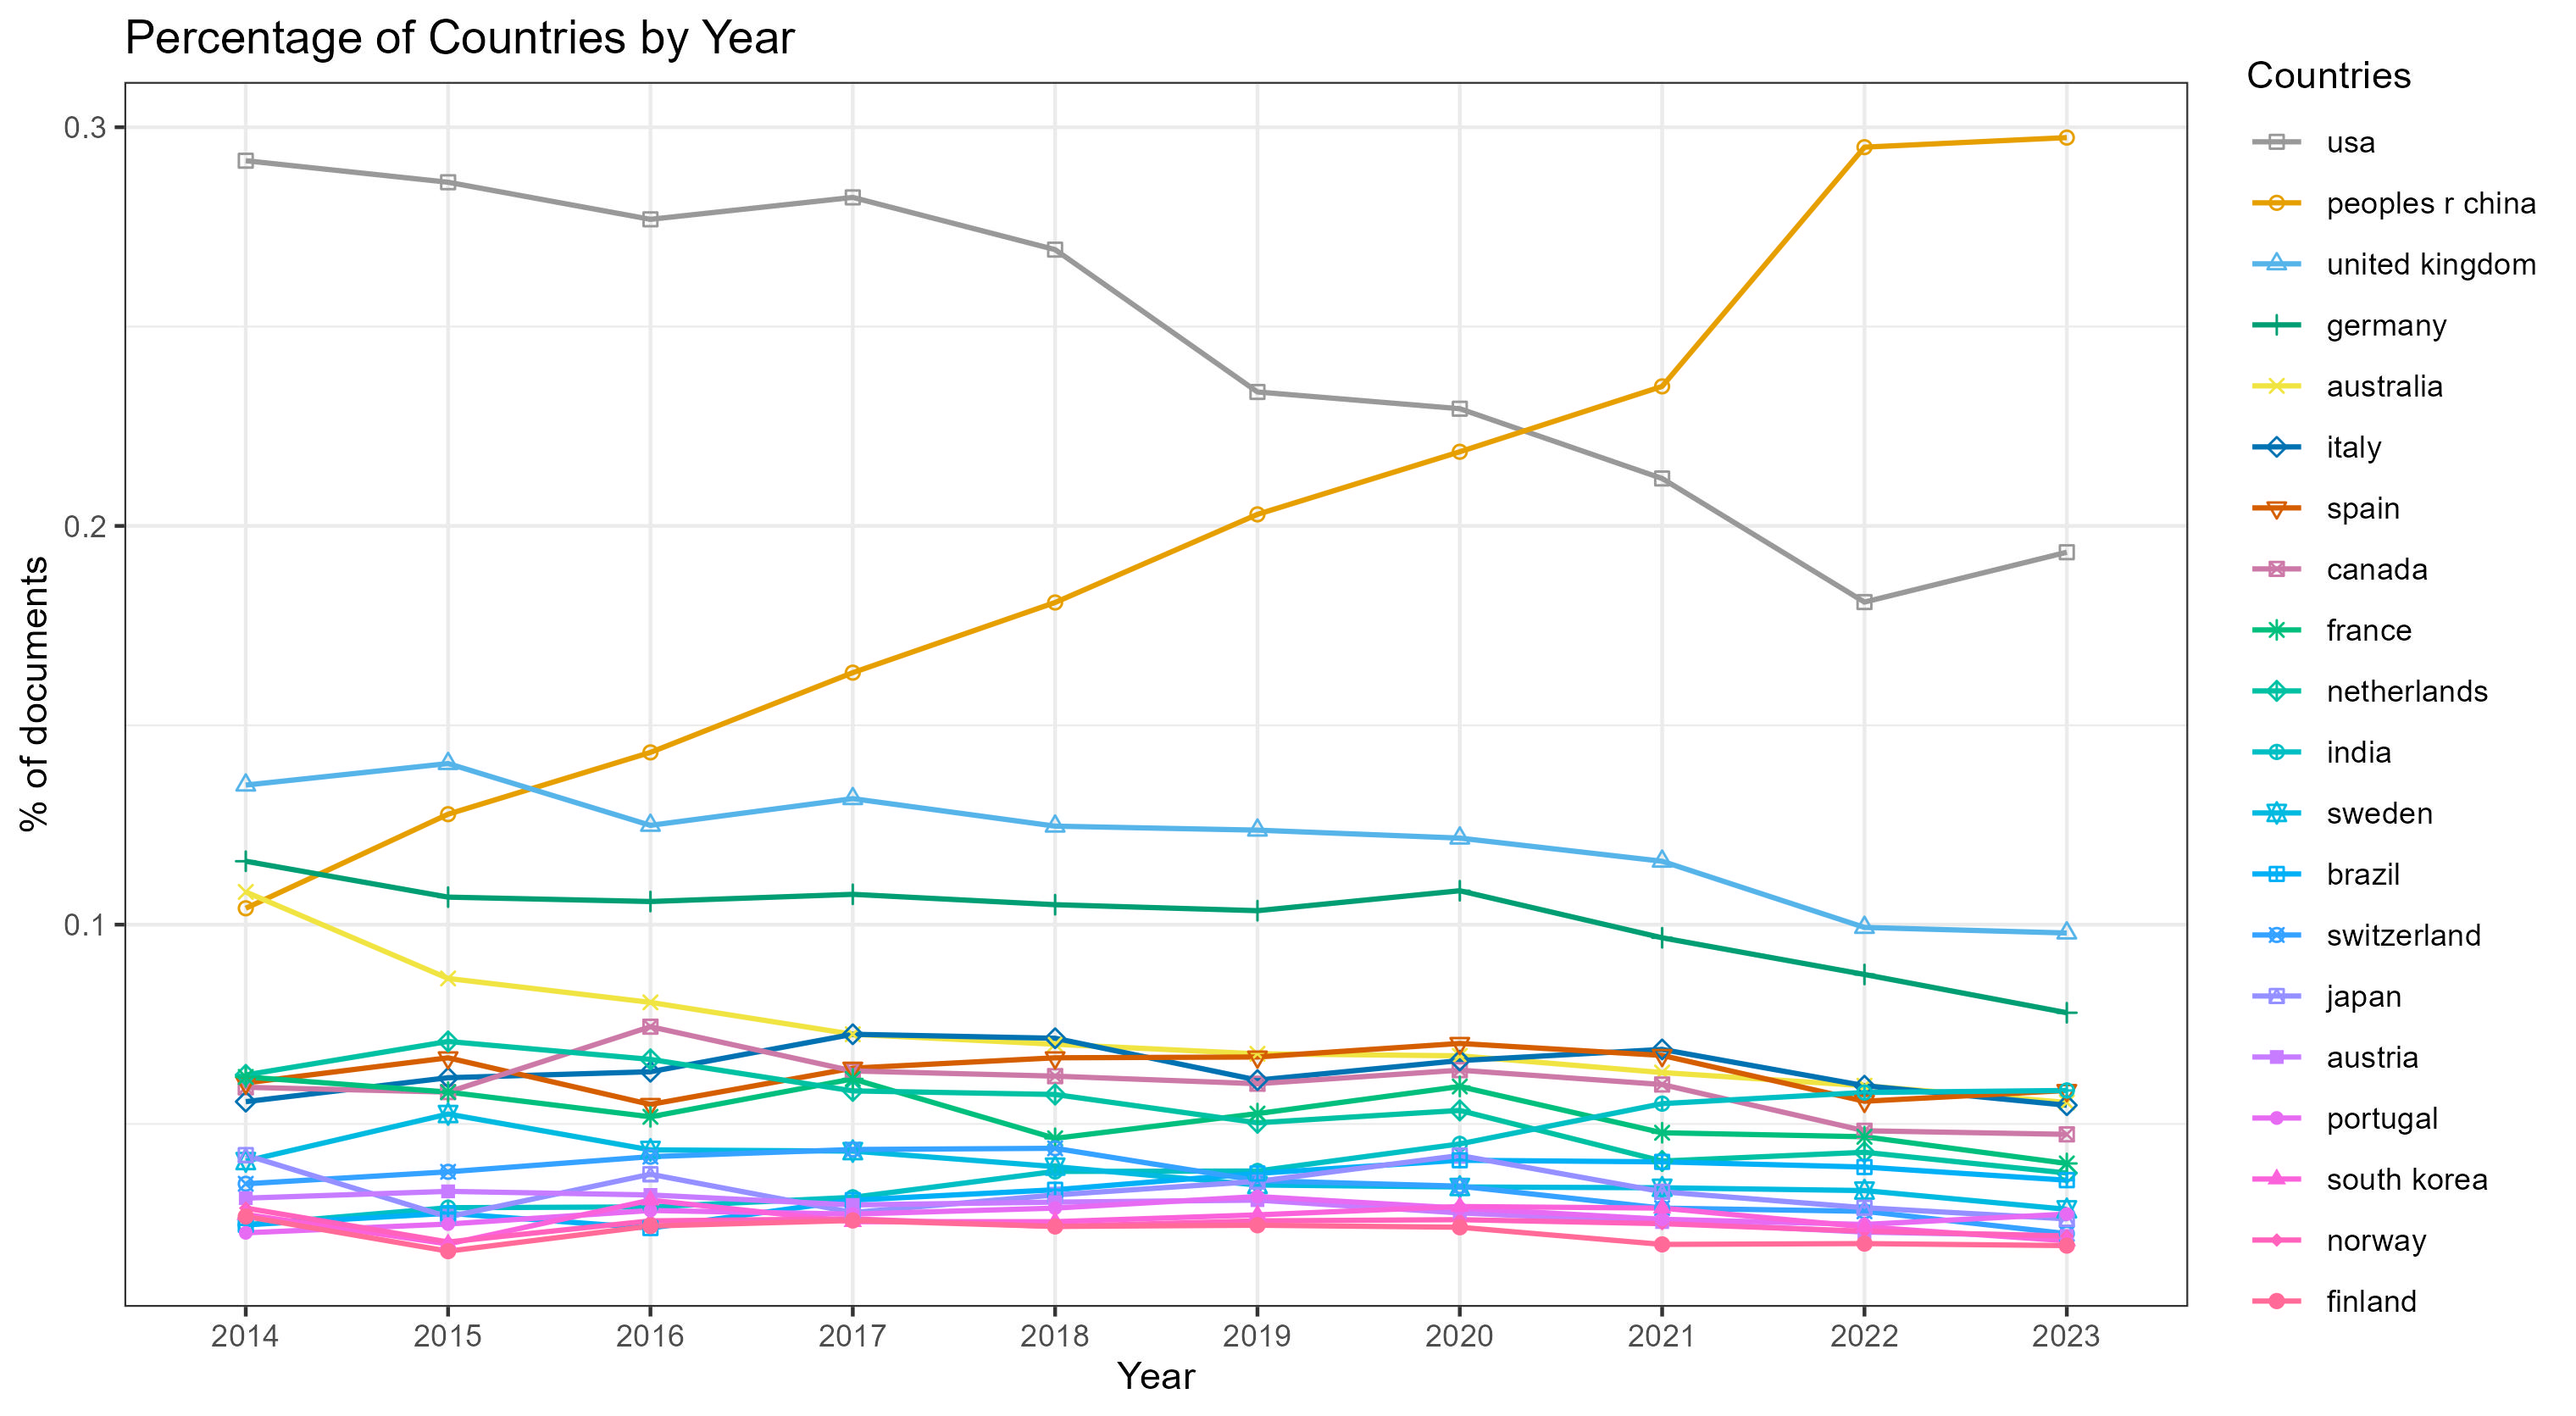 Percentage of Countries by Year
0.3
0.2
0.1
% of documents
2014 2015 2016 2017 2018 2019 2020 2021 2022 2023
Year
Countries
usa
peoples r china
united kingdom
germany
australia
italy
spain
canada
france
netherlands
india
sweden
brazil
switzerland
japan
austria
portugal
south korea
norway
finland